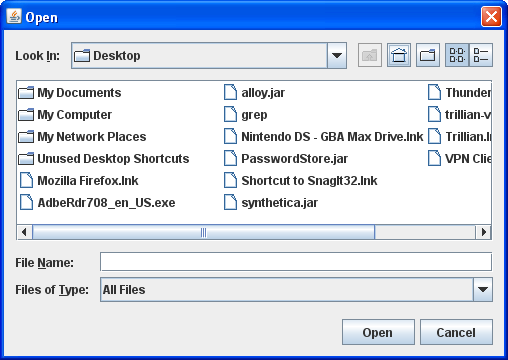 Open
Look In: Desktop
My Documents
My Computer
My Network Places
Unused Desktop Shortcuts
Mozilla Firefox.lnk
AdbeRdr708_en_US.exe
alloy.jar
grep
Nintendo DS - GBA Max Drive.lnk
PasswordStore.jar
Shortcut to SnagIt32.lnk
synthetica.jar
Thunder
trillian-v
Trillian.l
VPN Clie
File Name:
Files of Type: All Files
Open Cancel